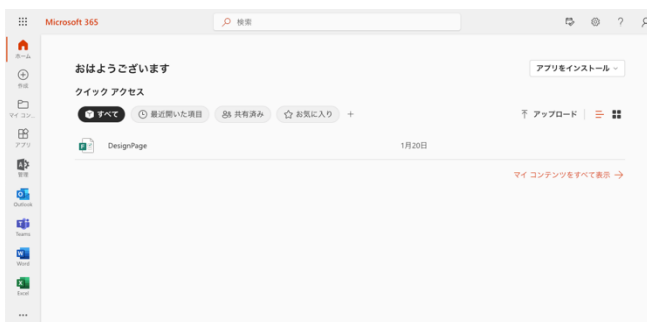 Microsoft 365
検索
ホーム
おはようございます
アプリをインストール
クイック アクセス
作成
マイ コン...
すべて
最近開いた項目
共有済み
お気に入り
アップロード
アプリ
DesignPage
1月20日
管理
マイ コンテンツをすべて表示
Outlook
Teams
Word
Excel